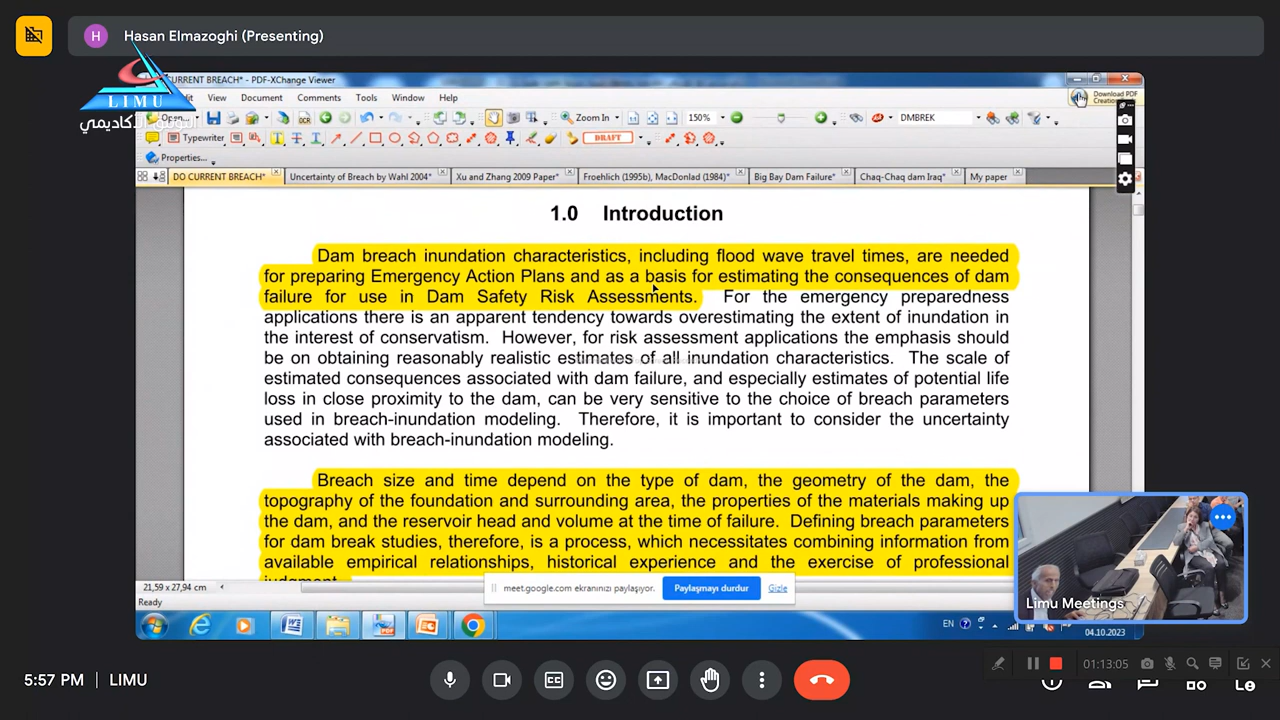 H
Hasan Elmazoghi (Presenting)
CURRENT BREACH* - PDF-XChange Viewer
LIMU
View Document Comments Tools Window Help
Download PDF
Open...
Zoom In
150%
DMBREK
Typewriter
DRAFT
Properties...
DO CURRENT BREACH*
Uncertainty of Breach by Wahl 2004*
Xu and Zhang 2009 Paper*
Froehlich (1995b), MacDonlad (1984)*
Big Bay Dam Failure*
Chaq-Chaq dam Iraq*
My paper
1.0 Introduction
Dam breach inundation characteristics, including flood wave travel times, are needed
for preparing Emergency Action Plans and as a basis for estimating the consequences of dam
failure for use in Dam Safety Risk Assessments. For the emergency preparedness
applications there is an apparent tendency towards overestimating the extent of inundation in
the interest of conservatism. However, for risk assessment applications the emphasis should
be on obtaining reasonably realistic estimates of all inundation characteristics. The scale of
estimated consequences associated with dam failure, and especially estimates of potential life
loss in close proximity to the dam, can be very sensitive to the choice of breach parameters
used in breach-inundation modeling. Therefore, it is important to consider the uncertainty
associated with breach-inundation modeling.
Breach size and time depend on the type of dam, the geometry of the dam, the
topography of the foundation and surrounding area, the properties of the materials making up
the dam, and the reservoir head and volume at the time of failure. Defining breach parameters
for dam break studies, therefore, is a process, which necessitates combining information from
available empirical relationships, historical experience and the exercise of professional
judgment.
21,59 x 27,94 cm
meet.google.com ekranınızı paylaşıyor.
Paylaşmayı durdur
Gizle
Ready
Limu Meetings
EN
04.10.2023
5:57 PM | LIMU
01:13:05